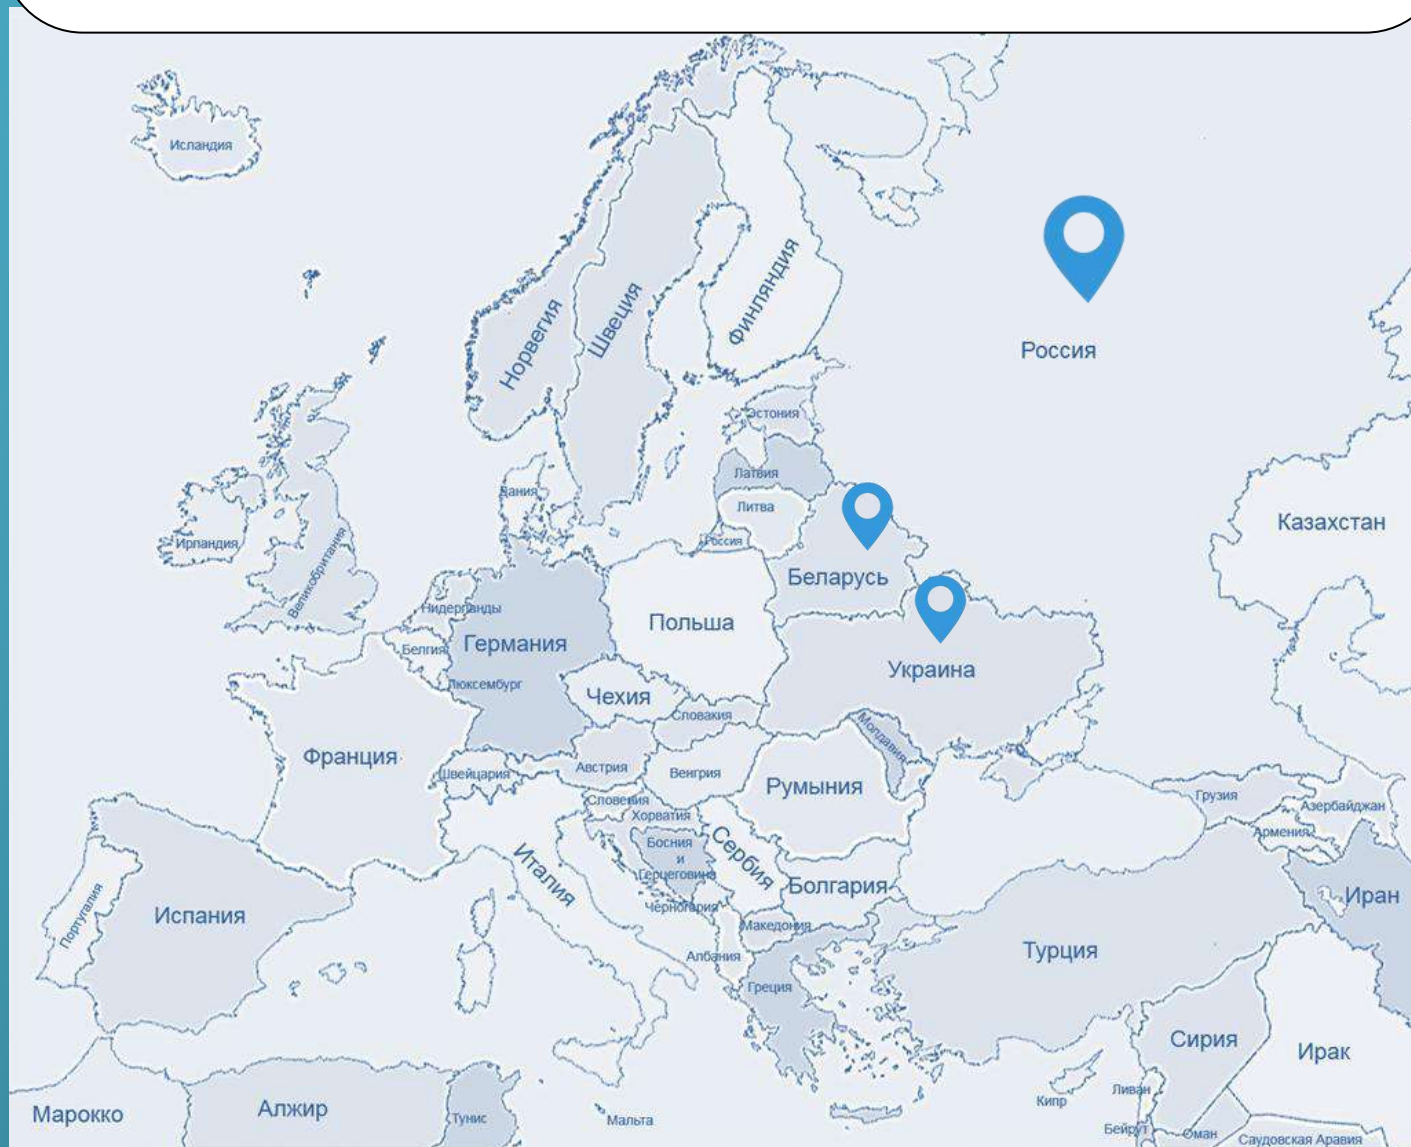 Исландия
Норвегия
Швеция
Финляндия
Россия
Эстония
Латвия
Литва
Россия
Дания
Ирландия
Великобритания
Казахстан
Беларусь
Нидерланды
Польша
Германия
Бельгия
Украина
Люксембург
Чехия
Словакия
Молдавия
Франция
Швейцария
Австрия
Венгрия
Румыния
Грузия
Азербайджан
Словения
Хорватия
Армения
Босния
и
Герцеговина
Сербия
Италия
Болгария
Иран
Португалия
Испания
Черногория
Македония
Албания
Турция
Греция
Сирия
Ирак
Ливан
Кипр
Марокко
Алжир
Тунис
Мальта
Бейрут
Оман
Саудовская Аравия